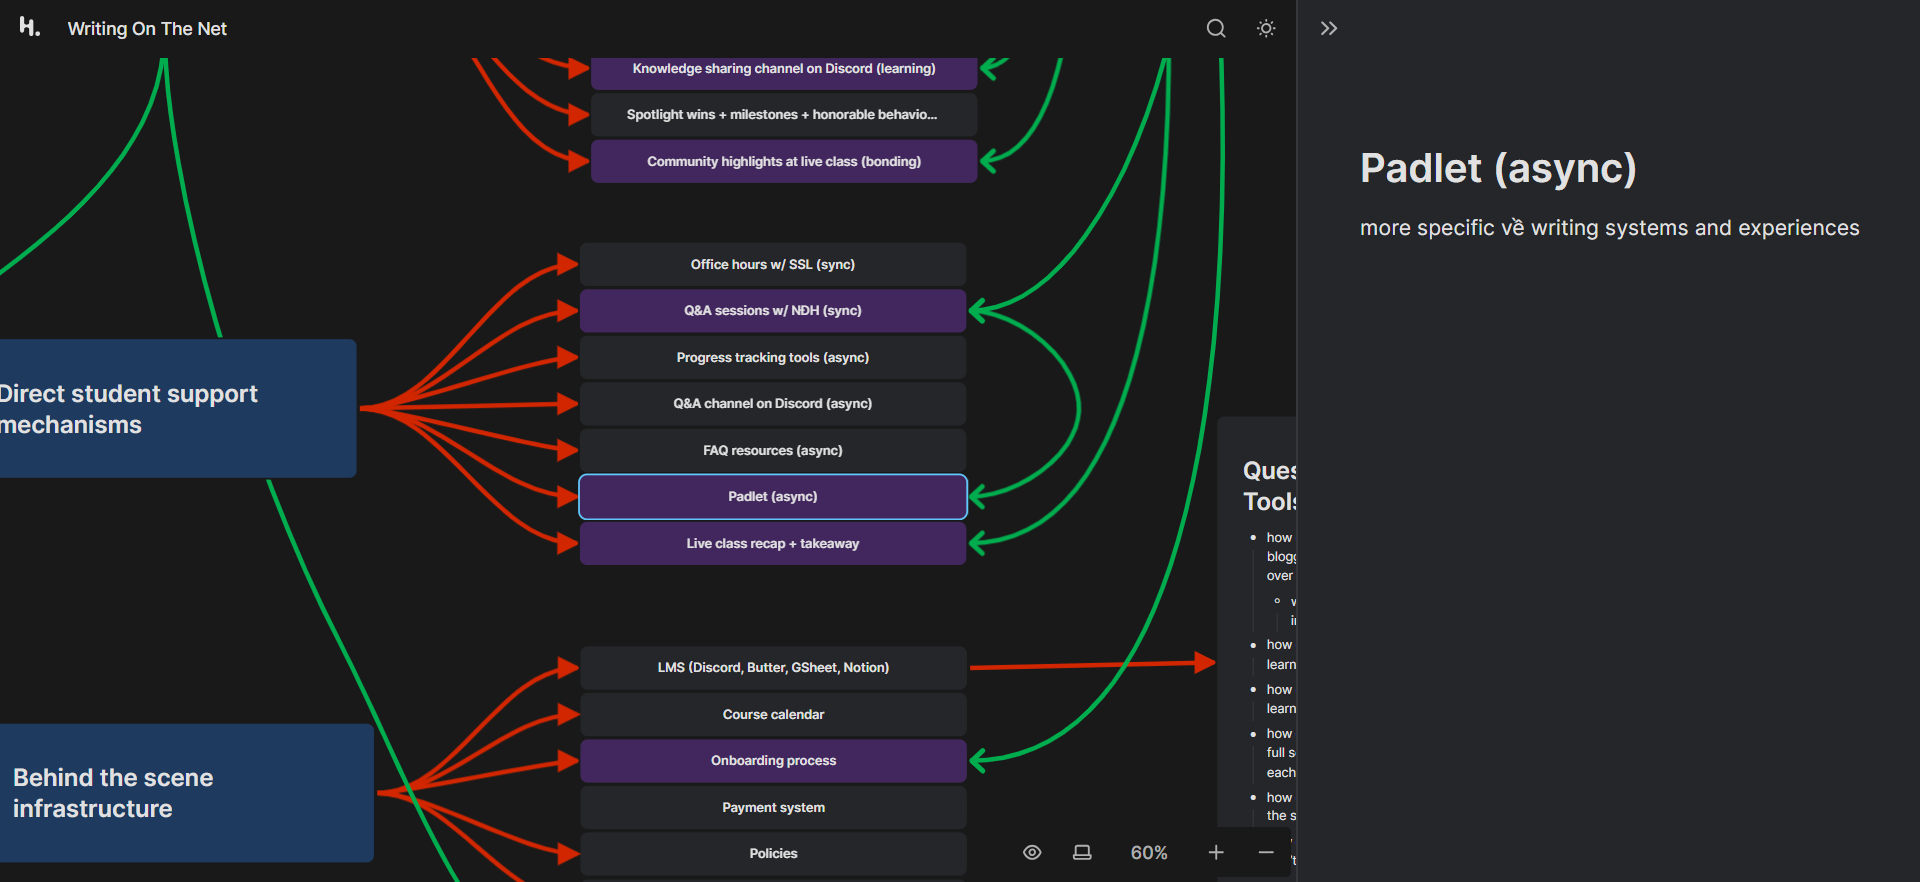 h.
Writing On The Net
Knowledge sharing channel on Discord (learning)
Spotlight wins + milestones + honorable behavio...
Community highlights at live class (bonding)
Office hours w/ SSL (sync)
Q&A sessions w/ NĐH (sync)
Progress tracking tools (async)
Q&A channel on Discord (async)
FAQ resources (async)
Padlet (async)
Live class recap + takeaway
Direct student support
mechanisms
LMS (Discord, Butter, GSheet, Notion)
Course calendar
Onboarding process
Payment system
Policies
Behind the scene
infrastructure
Ques
Tools
how
blogg
over
how
learn
how
learn
how
full s
each
how
the s
60%
Padlet (async)
more specific về writing systems and experiences